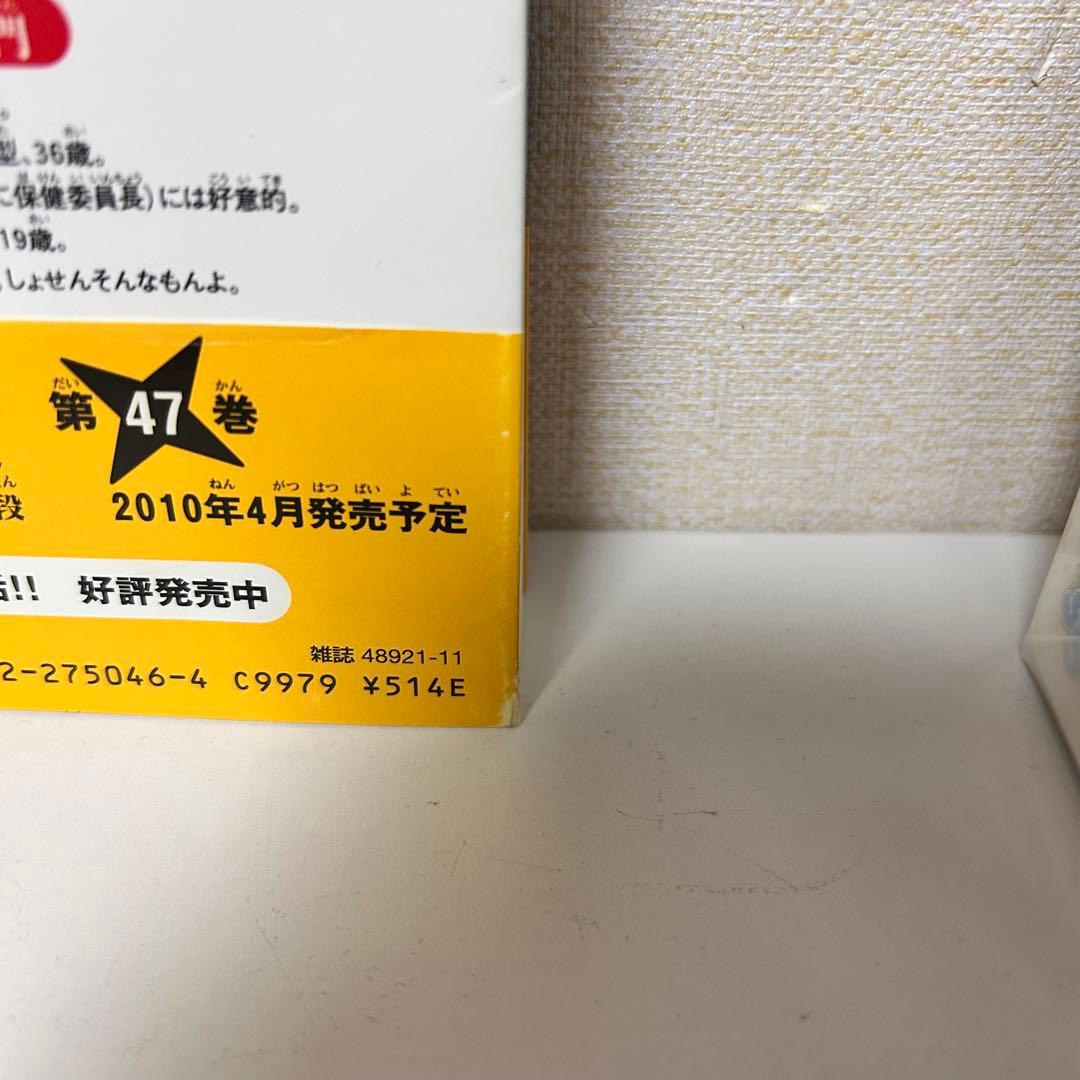 門
型、36歳。
に保健委員長)には好意的。
19歳。
しょせんそんなもんよ。
第47巻
段 2010年4月発売予定
!! 好評発売中
雑誌 48921-11
2-275046-4 C9979 ¥514E